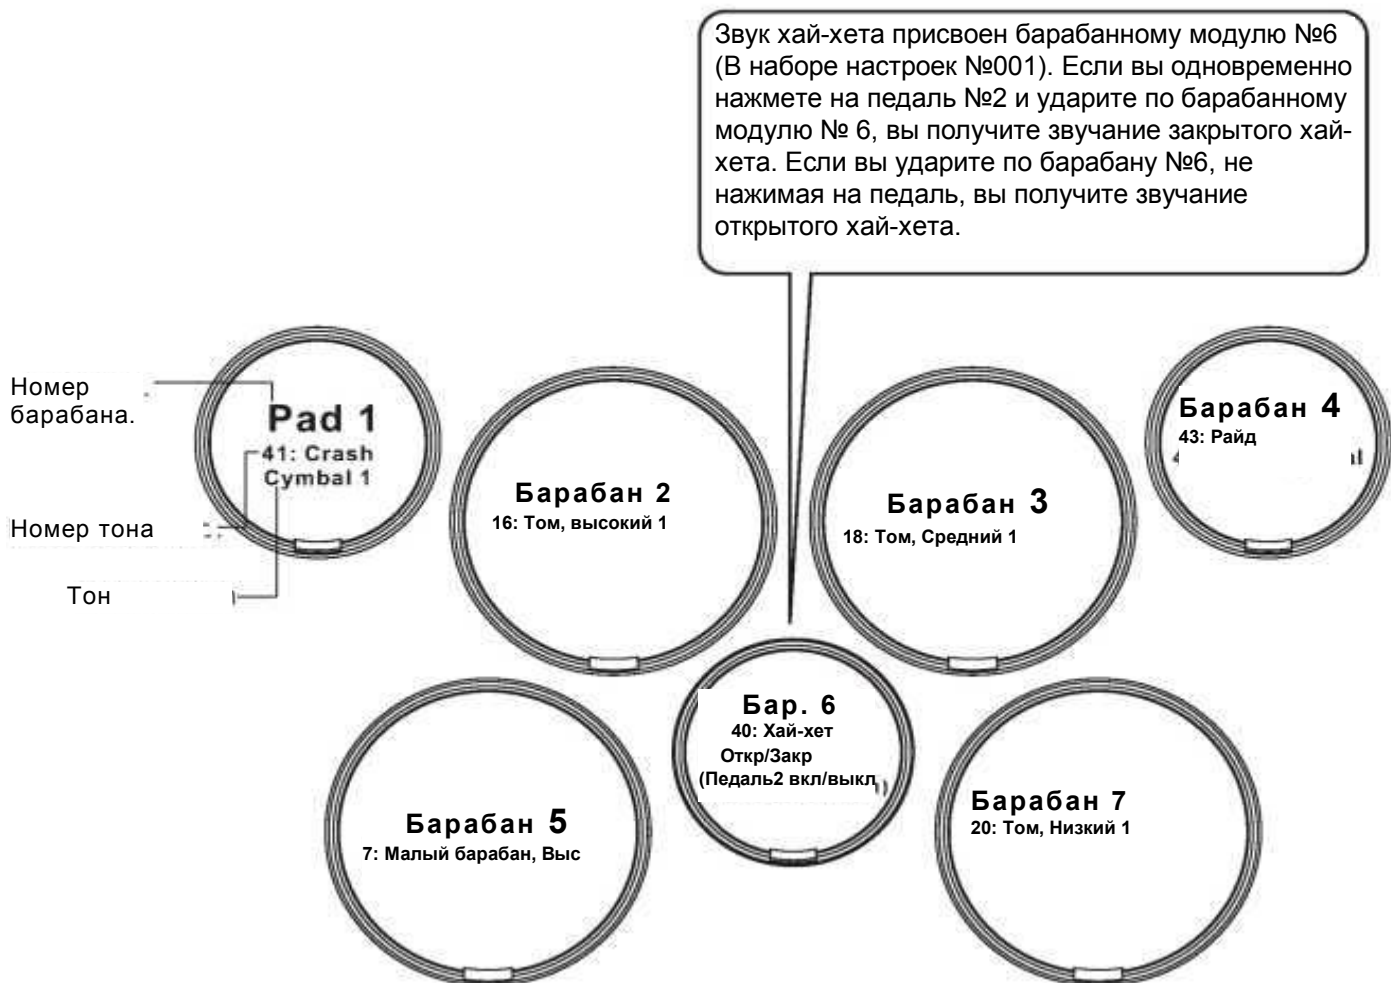 Звук хай-хета присвоен барабанному модулю №6
(В наборе настроек №001). Если вы одновременно
нажмете на педаль №2 и ударите по барабанному
модулю № 6, вы получите звучание закрытого хай-
хета. Если вы ударите по барабану №6, не
нажимая на педаль, вы получите звучание
открытого хай-хета.
Номер
барабана.
Номер тона
Тон
Pad 1
41: Crash
Cymbal 1
Барабан 2
16: Том, высокий 1
Барабан 3
18: Том, Средний 1
Барабан 4
43: Райд
Барабан 5
7: Малый барабан, Выс
Бар. 6
40: Хай-хет
Откр/Закр
(Педаль2 вкл/выкл)
Барабан 7
20: Том, Низкий 1